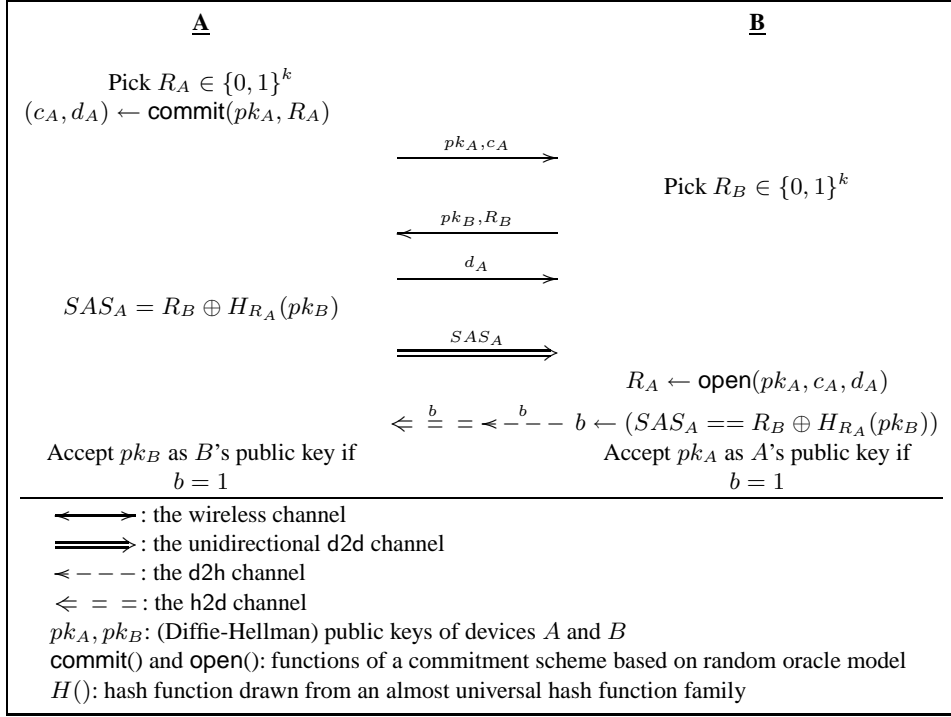 A B
Pick R_A ∈ {0, 1}^k
(c_A, d_A) ← commit(pk_A, R_A)
pk_A, c_A
Pick R_B ∈ {0, 1}^k
pk_B, R_B
d_A
SAS_A = R_B ⊕ H_{R_A}(pk_B)
SAS_A
R_A ← open(pk_A, c_A, d_A)
b b b ← (SAS_A == R_B ⊕ H_{R_A}(pk_B))
Accept pk_B as B's public key if Accept pk_A as A's public key if
b = 1 b = 1
: the wireless channel
: the unidirectional d2d channel
: the d2h channel
: the h2d channel
pk_A, pk_B: (Diffie-Hellman) public keys of devices A and B
commit() and open(): functions of a commitment scheme based on random oracle model
H(): hash function drawn from an almost universal hash function family